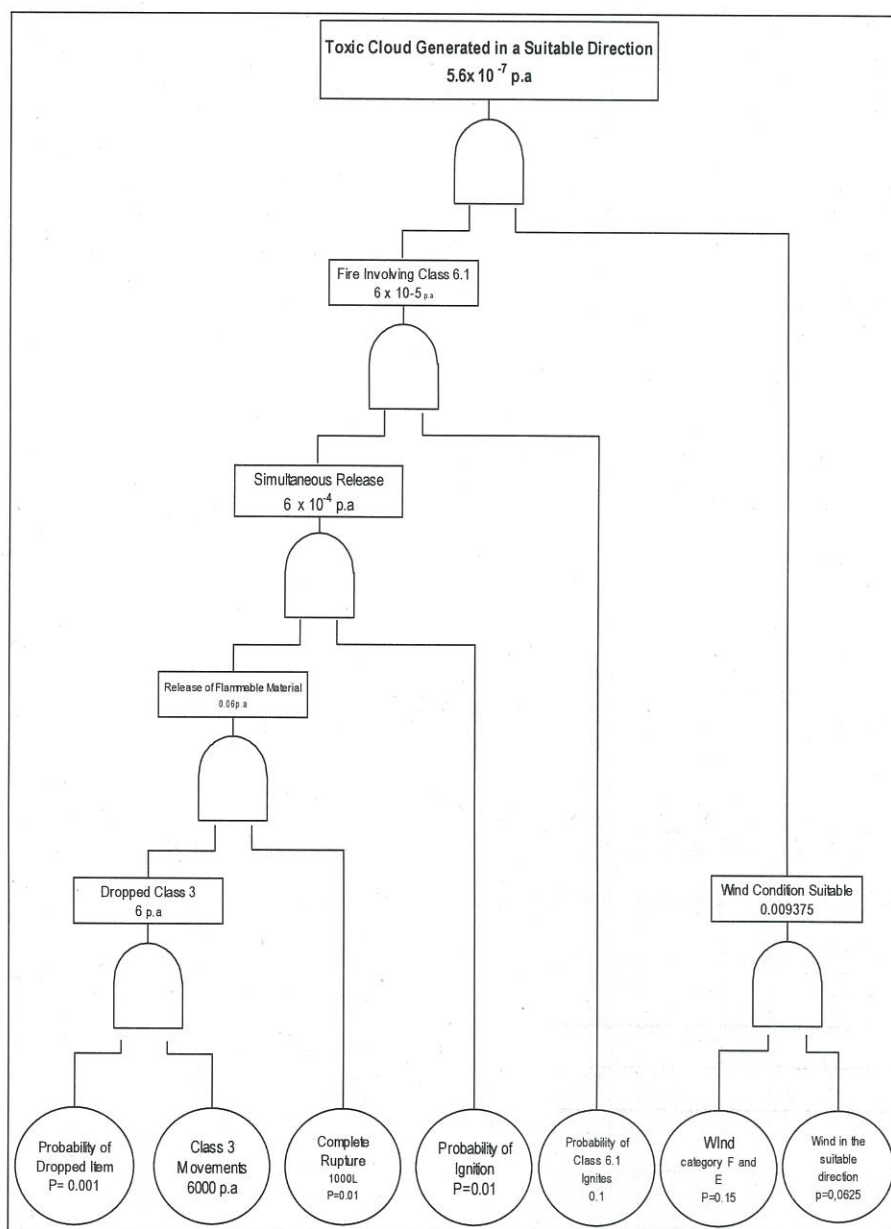 Toxic Cloud Generated in a Suitable Direction
5.6x 10 -7 p.a
Fire Involving Class 6.1
6 x 10-5 p.a
Simultaneous Release
6 x 10-4 p.a
Release of Flammable Material
0.06p.a
Dropped Class 3
6 p.a
Wind Condition Suitable
0.009375
Probability of
Dropped Item
P= 0.001
Class 3
Movements
6000 p.a
Complete
Rupture
1000L
P=0.01
Probability of
Ignition
P=0.01
Probability of
Class 6.1
Ignites
0.1
WInd
category F and
E
P=0.15
Wind in the
suitable
direction
p=0,0625